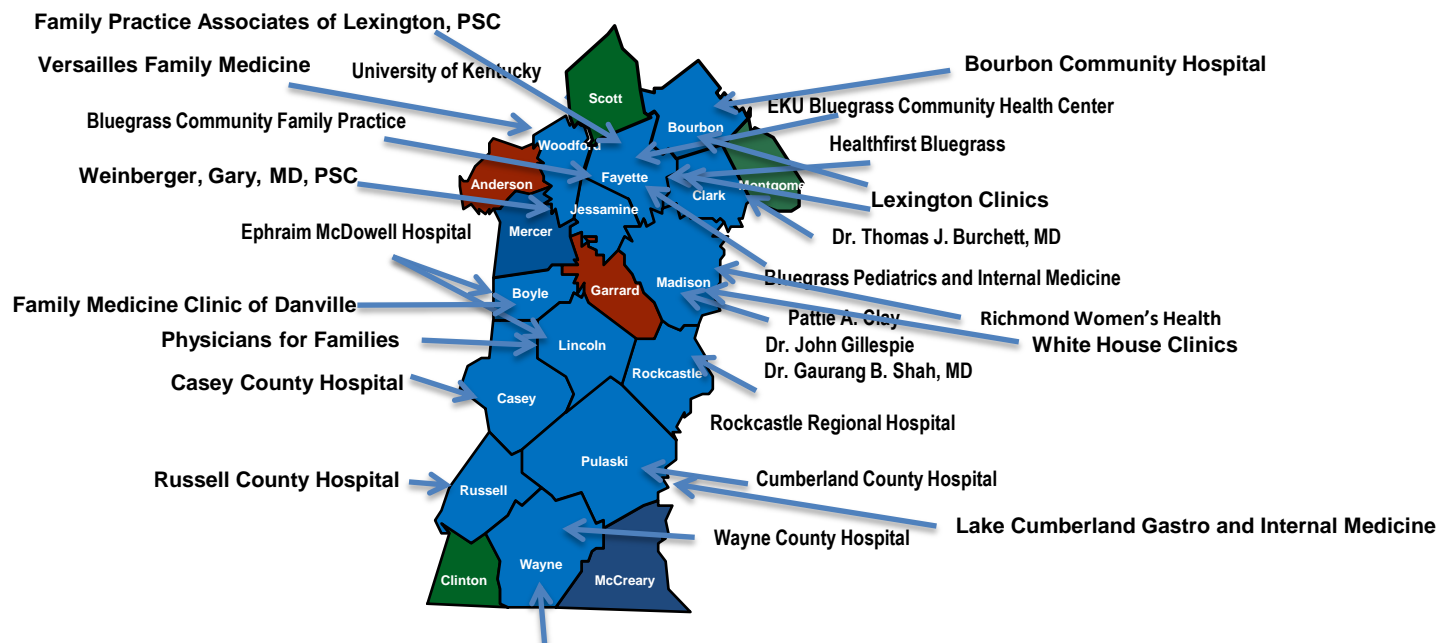 Family Practice Associates of Lexington, PSC
Versailles Family Medicine
University of Kentucky
Bourbon Community Hospital
Scott
EKU Bluegrass Community Health Center
Bluegrass Community Family Practice
Bourbon
Woodford
Healthfirst Bluegrass
Weinberger, Gary, MD, PSC
Anderson
Fayette
Montgome
Clark
Lexington Clinics
Jessamine
Ephraim McDowell Hospital
Mercer
Dr. Thomas J. Burchett, MD
Bluegrass Pediatrics and Internal Medicine
Boyle
Garrard
Madison
Family Medicine Clinic of Danville
Pattie A. Clay
Richmond Women's Health
Physicians for Families
Lincoln
Dr. John Gillespie
White House Clinics
Rockcastle
Dr. Gaurang B. Shah, MD
Casey County Hospital
Casey
Rockcastle Regional Hospital
Pulaski
Russell County Hospital
Russell
Cumberland County Hospital
Lake Cumberland Gastro and Internal Medicine
Wayne County Hospital
Wayne
Clinton
McCreary